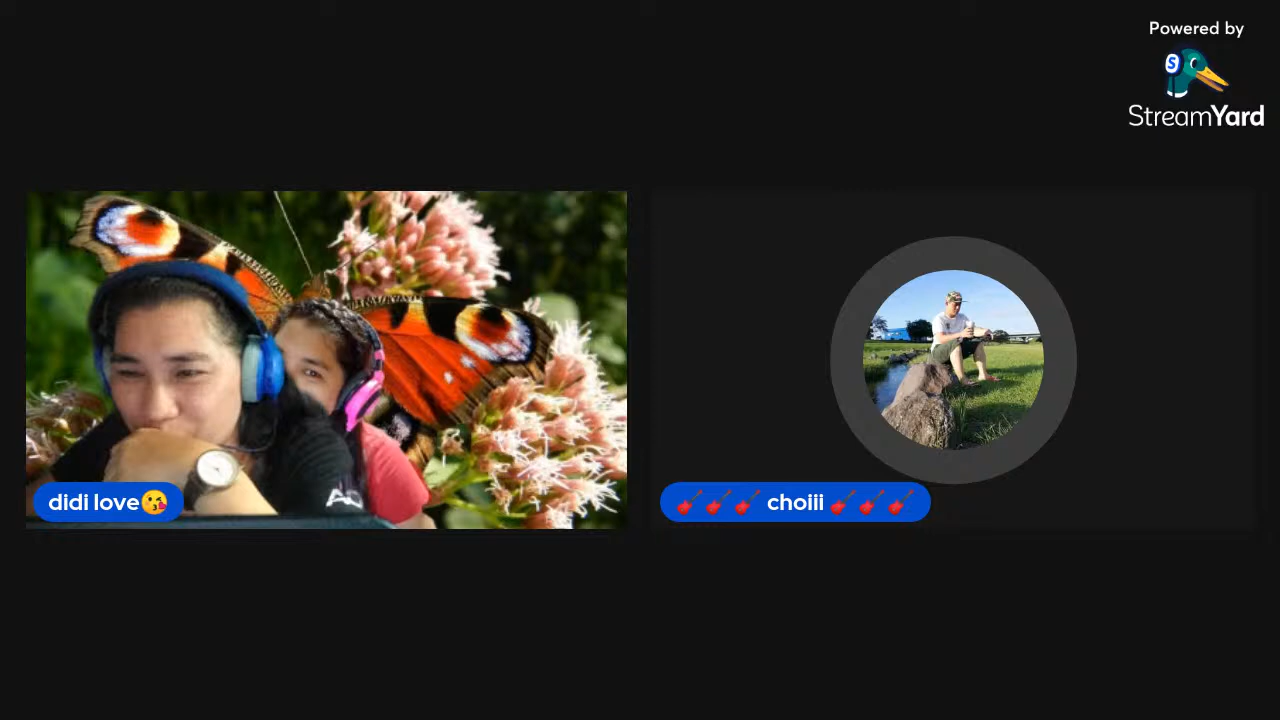 Powered by
S
StreamYard
didi love😘
🎸🎸🎸 choiii 🎸🎸🎸